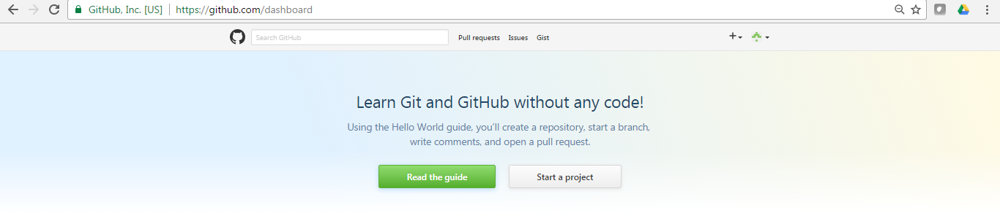 GitHub, Inc. [US] https://github.com/dashboard
Search GitHub Pull requests Issues Gist
Learn Git and GitHub without any code!
Using the Hello World guide, you’ll create a repository, start a branch,
write comments, and open a pull request.
Read the guide Start a project